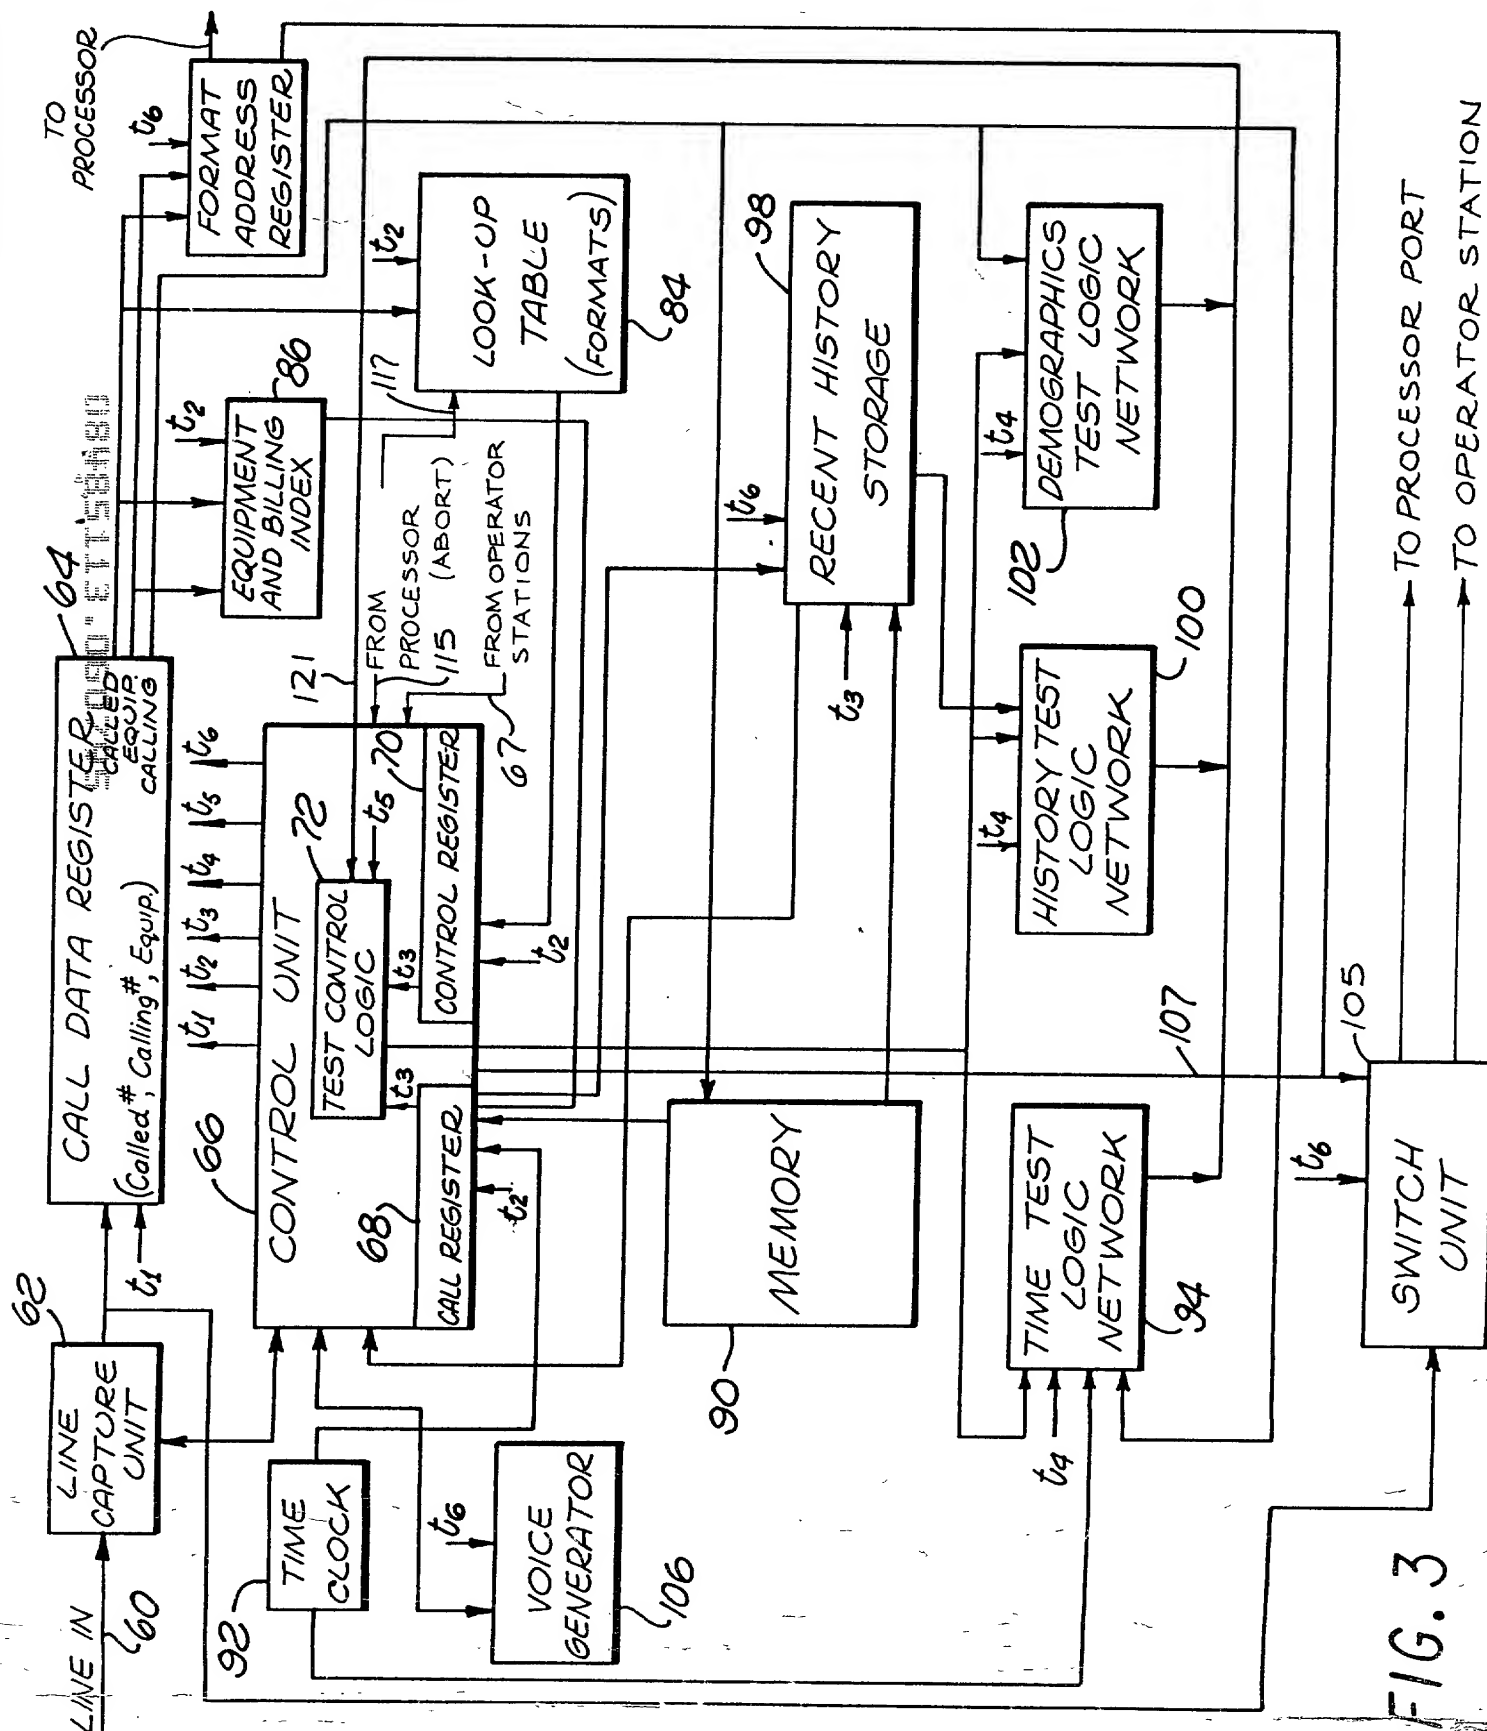 LINE IN
60
LINE
CAPTURE
UNIT
62
t1
CALL DATA REGISTER
(Called #, Calling #, Equip.)
CALLED
EQUIP.
CALLING
64
TO
PROCESSOR
t6
FORMAT
ADDRESS
REGISTER
t2
EQUIPMENT
AND BILLING
INDEX
86
t2
LOOK-UP
TABLE
(FORMATS)
84
117
t1
t2
t3
t4
t5
t6
66
CONTROL UNIT
72
TEST CONTROL
LOGIC
t5
t3
t3
70
CONTROL REGISTER
t2
68
CALL REGISTER
t2
121
FROM
PROCESSOR
115 (ABORT)
FROM OPERATOR
STATIONS
67
92
TIME
CLOCK
t6
VOICE
GENERATOR
106
MEMORY
90
t6
t3
RECENT HISTORY
STORAGE
98
TIME TEST
LOGIC
NETWORK
94
t4
t4
HISTORY TEST
LOGIC
NETWORK
100
t4
DEMOGRAPHICS
TEST LOGIC
NETWORK
102
107
105
t6
SWITCH
UNIT
TO PROCESSOR PORT
TO OPERATOR STATION
FIG. 3